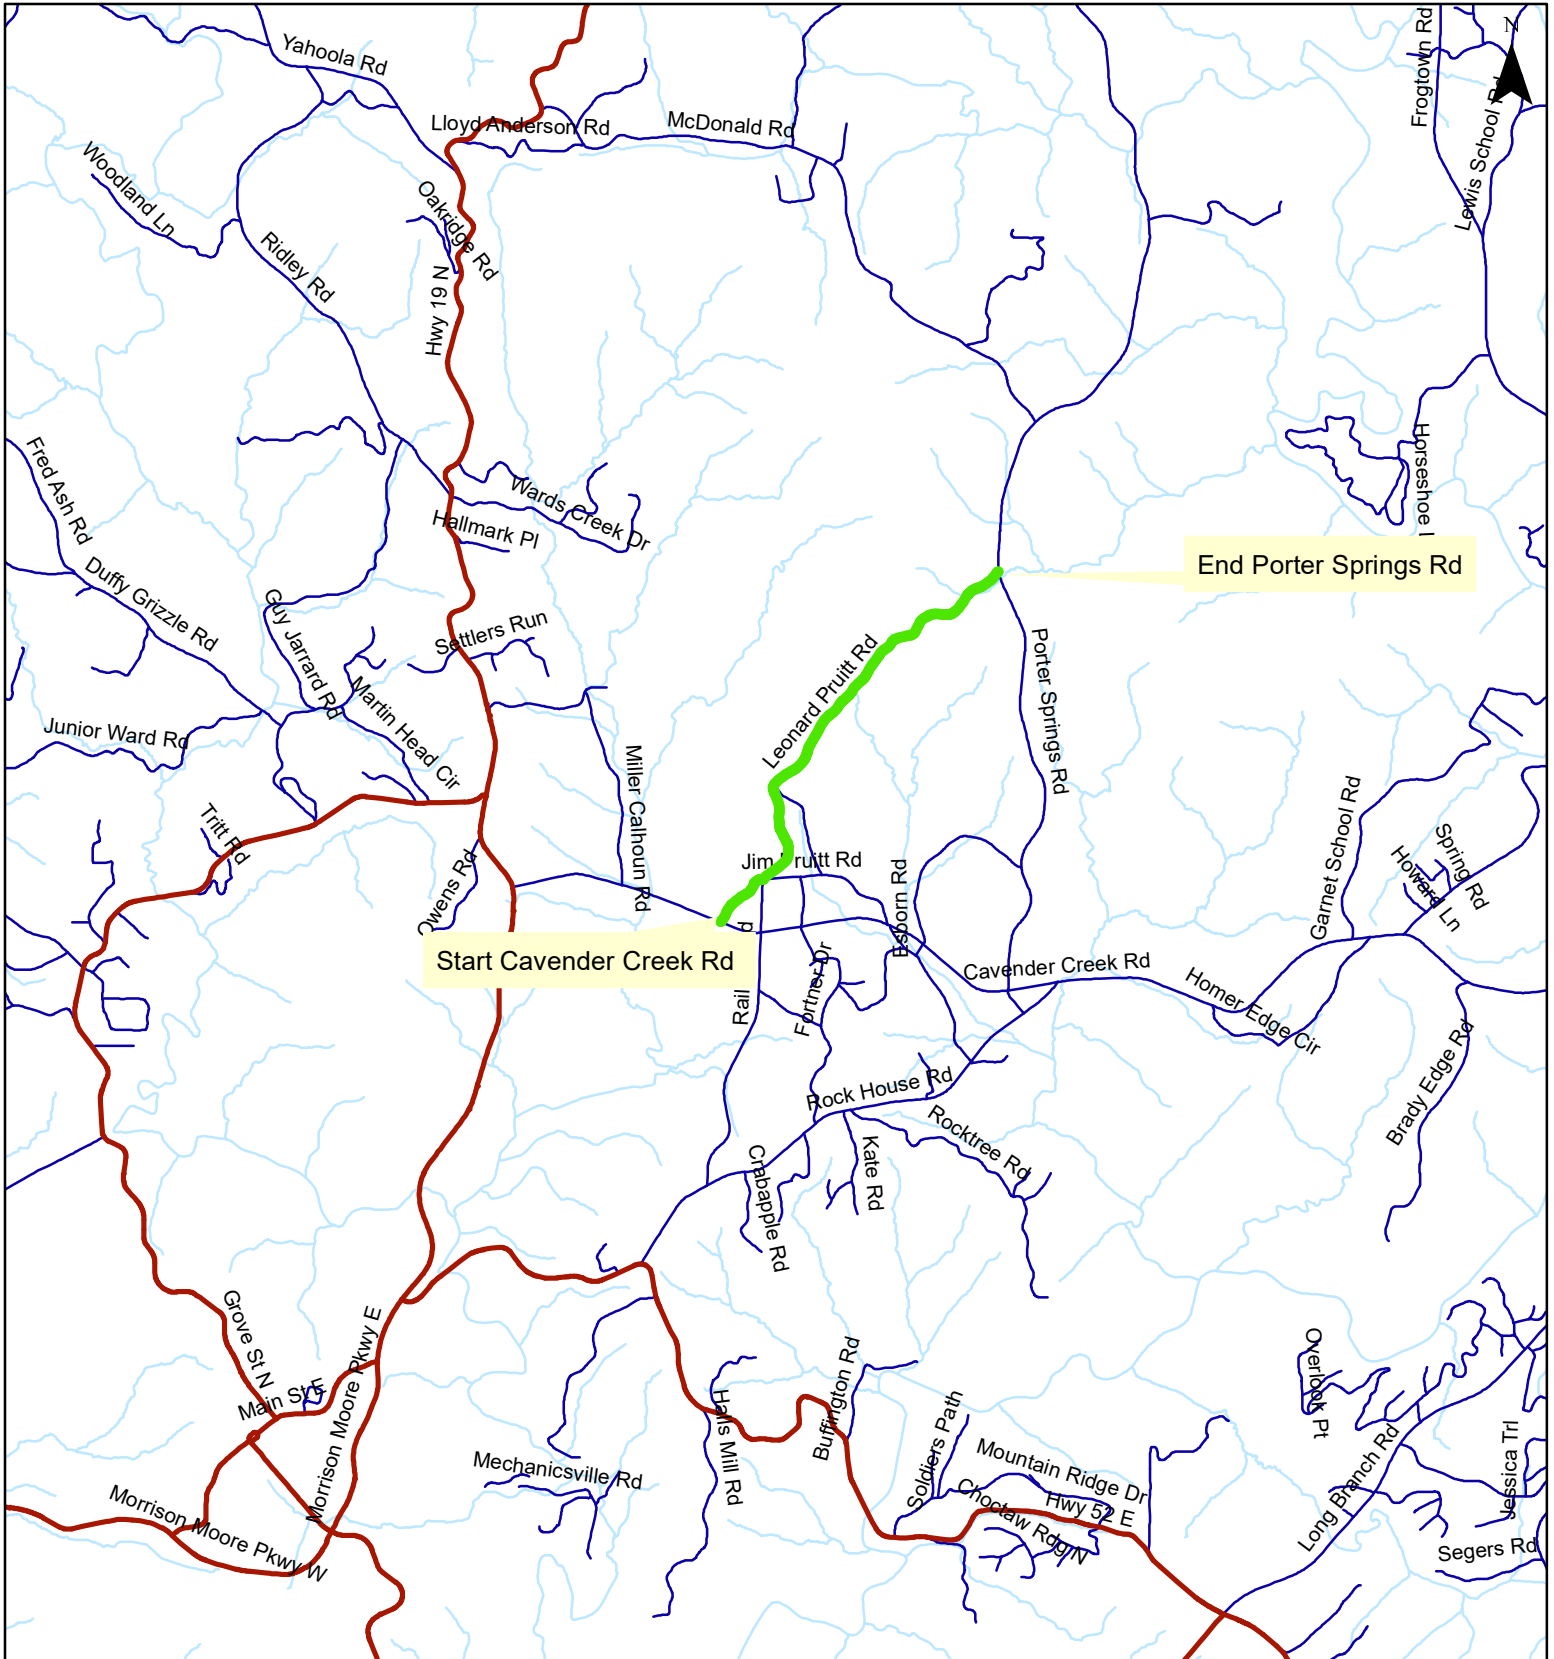 N
Frogtown Rd
Yahoola Rd
Lloyd Anderson Rd
McDonald Rd
Lewis School Rd
Woodland Ln
Oakridge Rd
Ridley Rd
Hwy 19 N
Fred Ash Rd
Horseshoe
Wards Creek Dr
Hallmark Pl
End Porter Springs Rd
Duffy Grizzle Rd
Guy Jarrard Rd
Settlers Run
Leonard Pruitt Rd
Porter Springs Rd
Martin Head Cir
Junior Ward Rd
Miller Calhoun Rd
Garnet School Rd
Tritt Rd
Spring Rd
Howard Ln
Jim Pruitt Rd
Owens Rd
Esborn Rd
Start Cavender Creek Rd
Rail
Fortner Dr
Cavender Creek Rd
Homer Edge Cir
Brady Edge Rd
Rock House Rd
Rocktree Rd
Kate Rd
Crabapple Rd
Grove St N
Main St E
Morrison Moore Pkwy E
Overlook Pt
Buffington Rd
Halls Mill Rd
Soldiers Path
Mountain Ridge Dr
Mechanicsville Rd
Hwy 52 E
Choctaw Rdg N
Long Branch Rd
Jessica Trl
Morrison Moore Pkwy W
Segers Rd